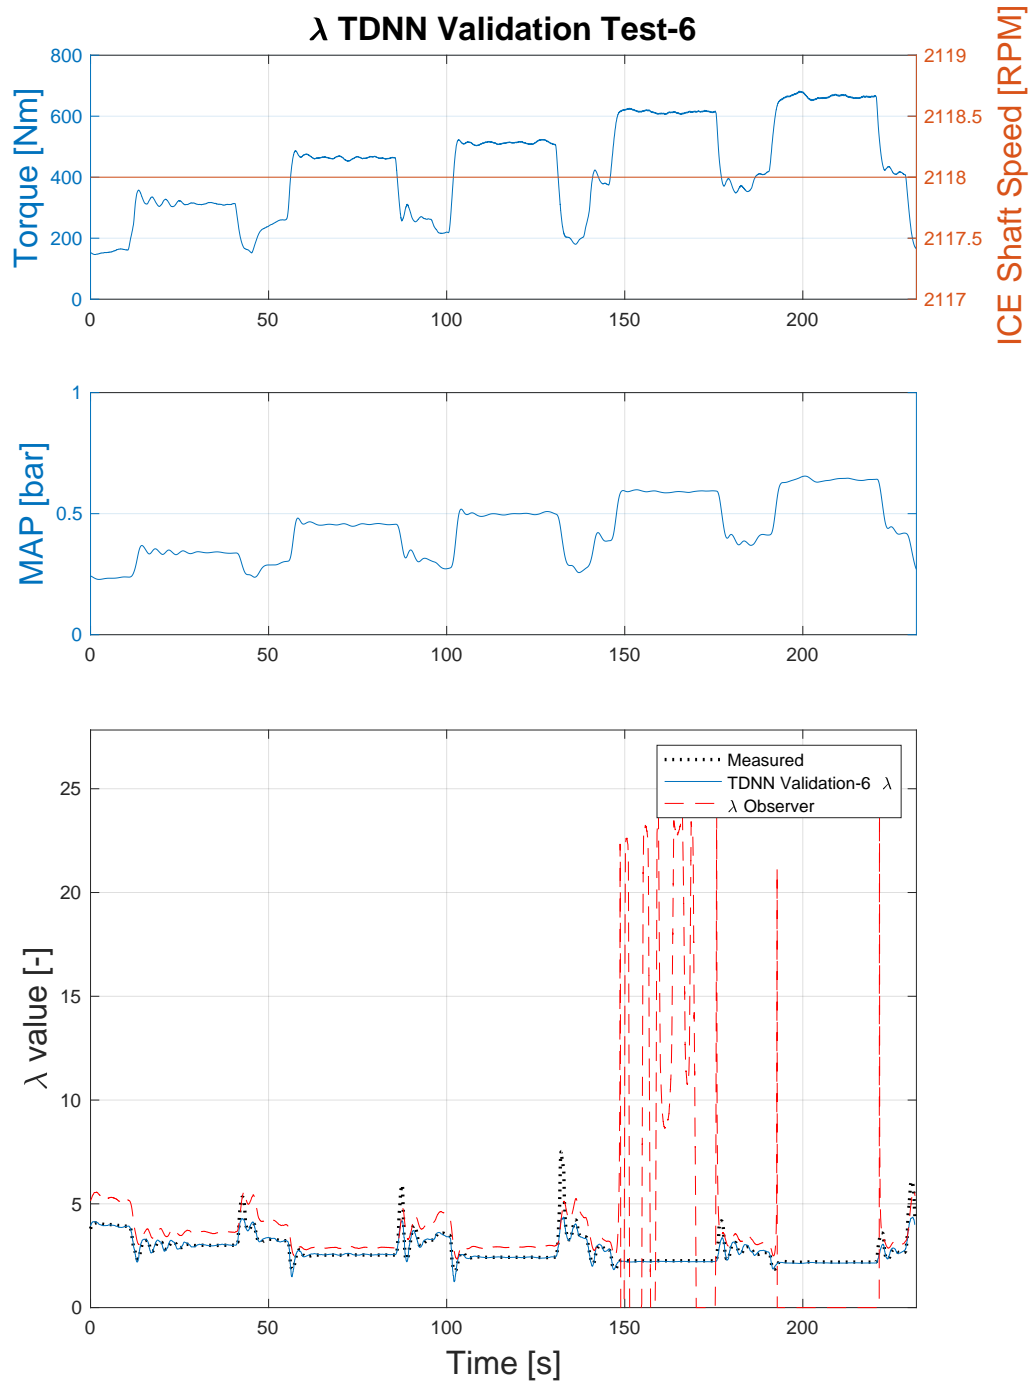 λ TDNN Validation Test-6
800
600
400
200
0
Torque [Nm]
2119
2118.5
2118
2117.5
2117
ICE Shaft Speed [RPM]
0 50 100 150 200
1
0.5
0
MAP [bar]
0 50 100 150 200
25
20
15
10
5
0
λ value [-]
Measured
TDNN Validation-6 λ
λ Observer
0 50 100 150 200
Time [s]